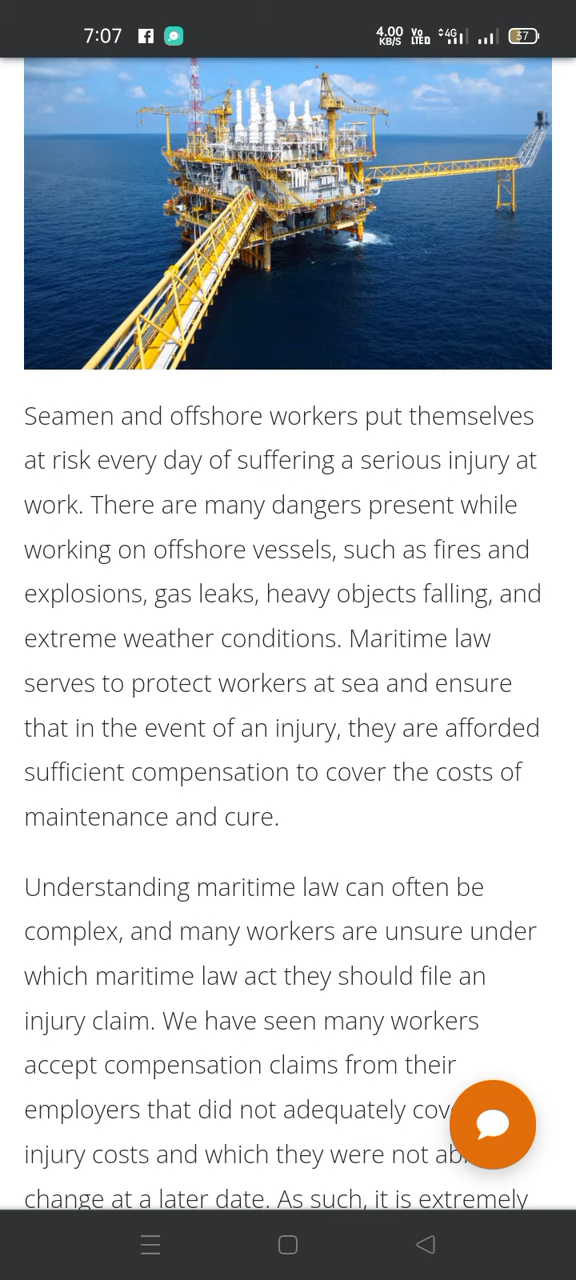 7:07
4.00 KB/S Vo LTED 4G 37
Seamen and offshore workers put themselves
at risk every day of suffering a serious injury at
work. There are many dangers present while
working on offshore vessels, such as fires and
explosions, gas leaks, heavy objects falling, and
extreme weather conditions. Maritime law
serves to protect workers at sea and ensure
that in the event of an injury, they are afforded
sufficient compensation to cover the costs of
maintenance and cure.
Understanding maritime law can often be
complex, and many workers are unsure under
which maritime law act they should file an
injury claim. We have seen many workers
accept compensation claims from their
employers that did not adequately
injury costs and which they were not
change at a later date. As such, it is extremely